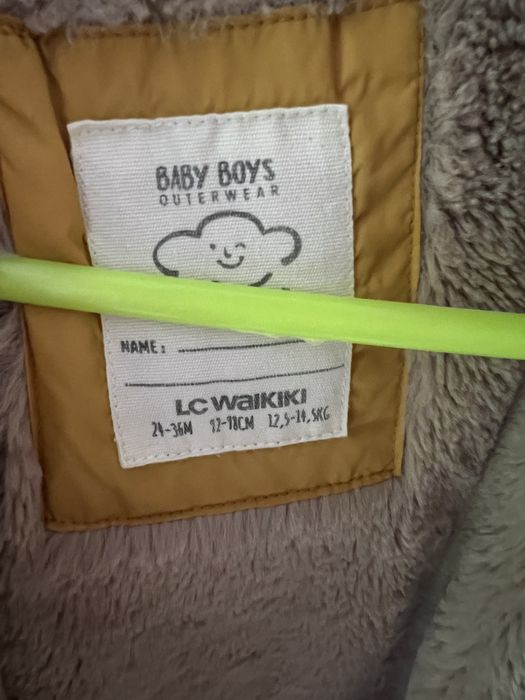 BABY BOYS
OUTERWEAR
NAME:
LC WAIKIKI
24-36M 92-98CM 12,5-14,5KG